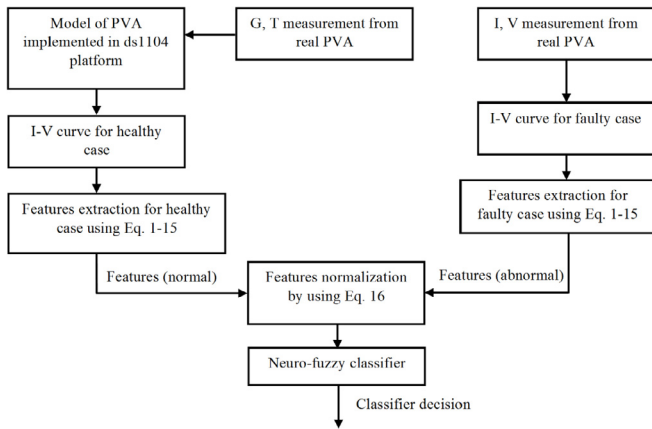 Model of PVA
implemented in ds1104
platform
G, T measurement from
real PVA
I, V measurement from
real PVA
I-V curve for healthy
case
I-V curve for faulty case
Features extraction for healthy
case using Eq. 1-15
Features extraction for
faulty case using Eq. 1-15
Features (normal)
Features normalization
by using Eq. 16
Features (abnormal)
Neuro-fuzzy classifier
Classifier decision